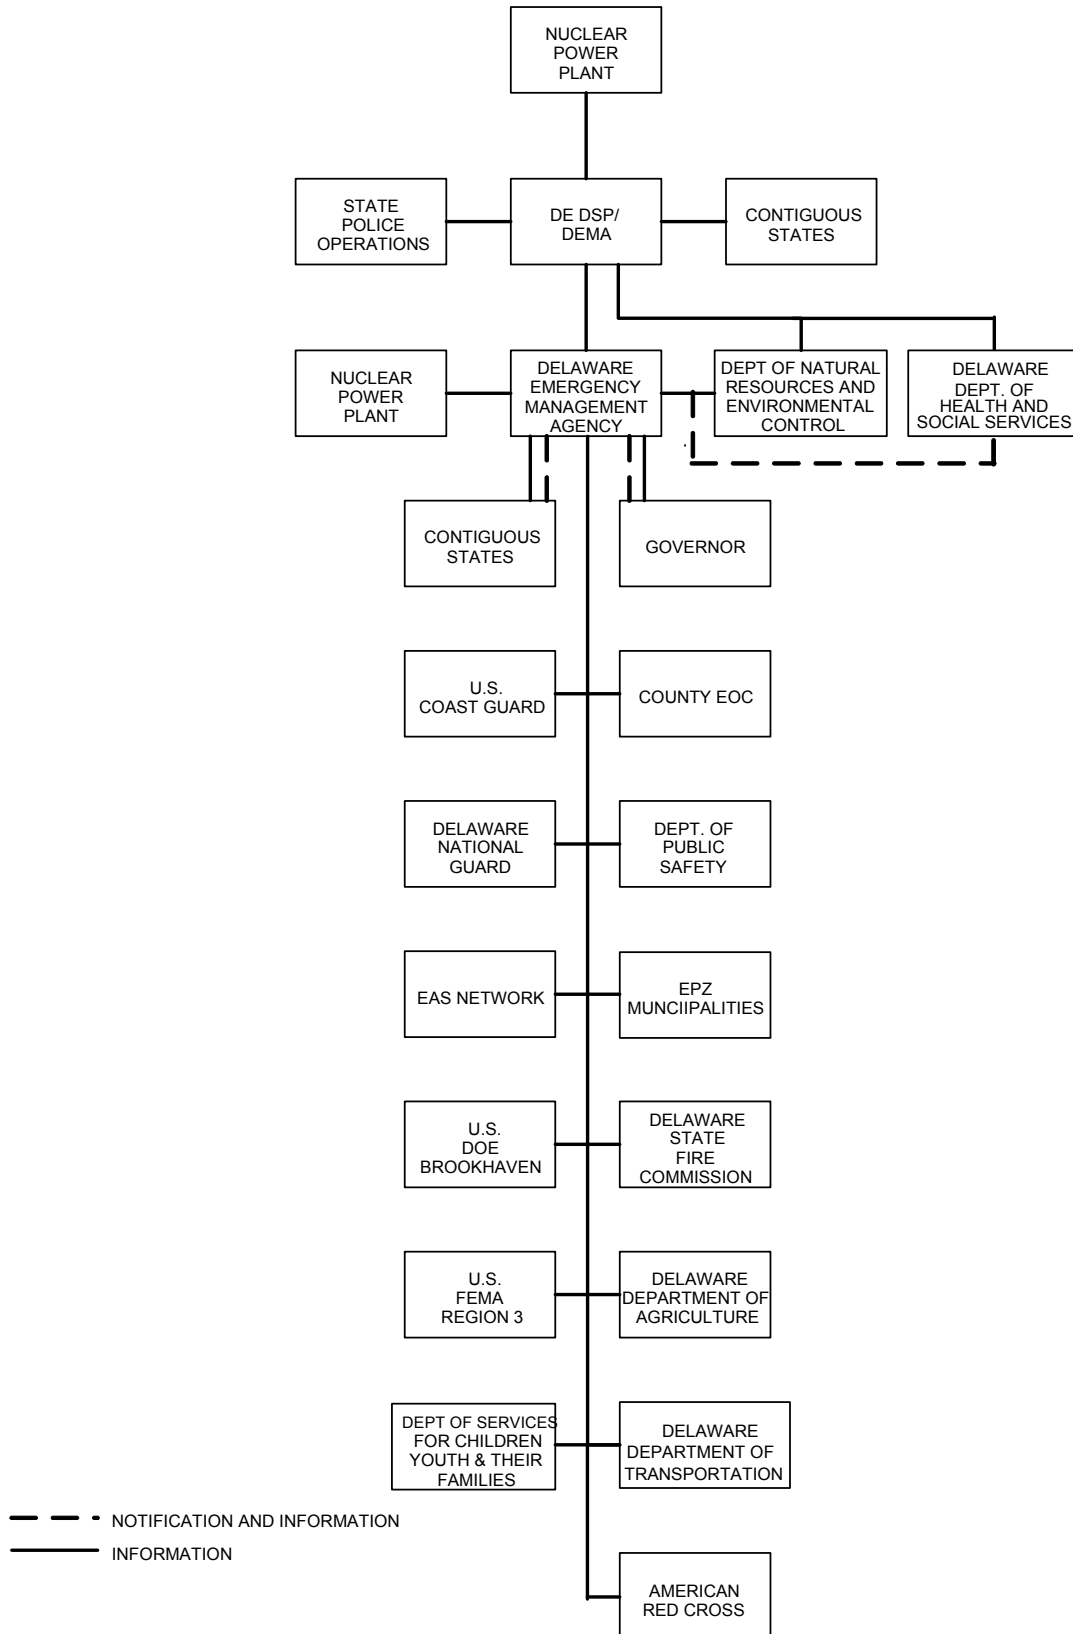 NUCLEAR
POWER
PLANT
STATE
POLICE
OPERATIONS
DE DSP/
DEMA
CONTIGUOUS
STATES
NUCLEAR
POWER
PLANT
DELAWARE
EMERGENCY
MANAGEMENT
AGENCY
DEPT OF NATURAL
RESOURCES AND
ENVIRONMENTAL
CONTROL
DELAWARE
DEPT. OF
HEALTH AND
SOCIAL SERVICES
CONTIGUOUS
STATES
GOVERNOR
U.S.
COAST GUARD
COUNTY EOC
DELAWARE
NATIONAL
GUARD
DEPT. OF
PUBLIC
SAFETY
EAS NETWORK
EPZ
MUNCIIPALITIES
U.S.
DOE
BROOKHAVEN
DELAWARE
STATE
FIRE
COMMISSION
U.S.
FEMA
REGION 3
DELAWARE
DEPARTMENT OF
AGRICULTURE
DEPT OF SERVICES
FOR CHILDREN
YOUTH & THEIR
FAMILIES
DELAWARE
DEPARTMENT OF
TRANSPORTATION
NOTIFICATION AND INFORMATION
INFORMATION
AMERICAN
RED CROSS